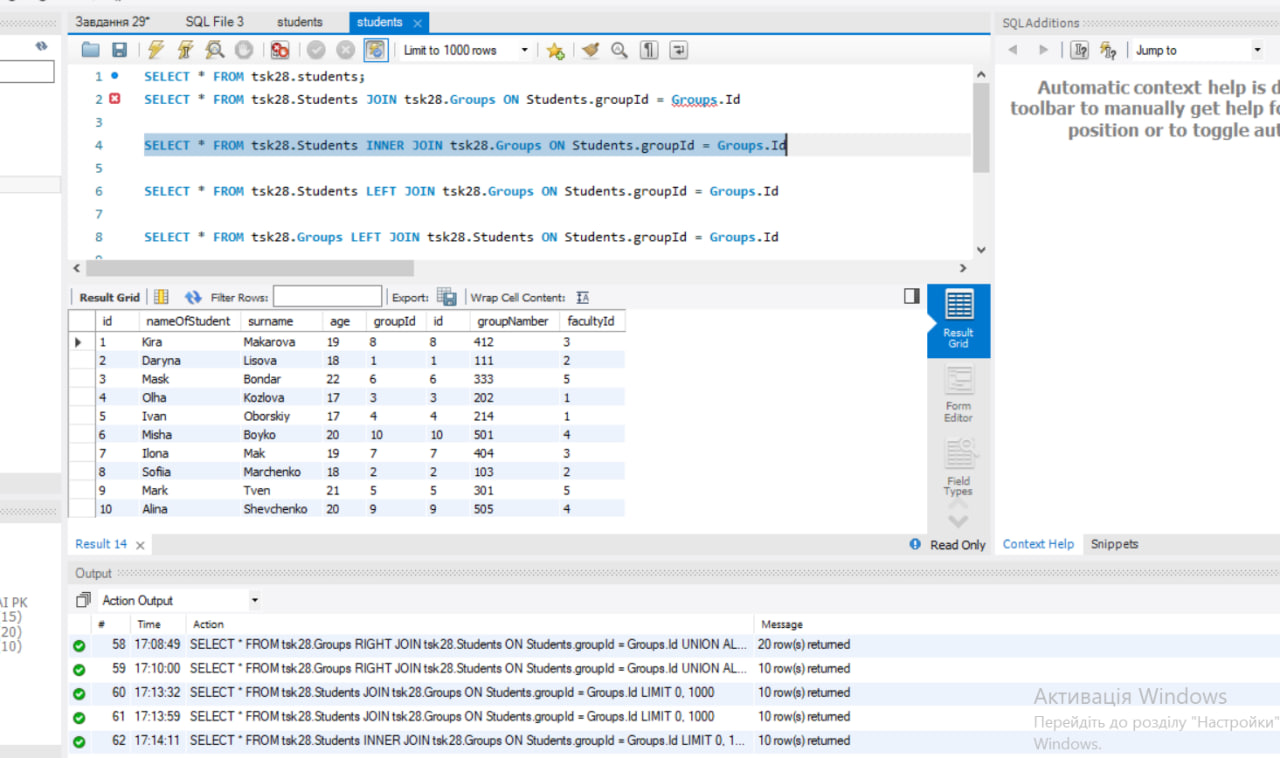 Завдання 29*
SQL File 3
students
students
SQLAdditions
Limit to 1000 rows
Jump to
1 SELECT * FROM tsk28.students;
2 SELECT * FROM tsk28.Students JOIN tsk28.Groups ON Students.groupId = Groups.Id
3
4 SELECT * FROM tsk28.Students INNER JOIN tsk28.Groups ON Students.groupId = Groups.Id
5
6 SELECT * FROM tsk28.Students LEFT JOIN tsk28.Groups ON Students.groupId = Groups.Id
7
8 SELECT * FROM tsk28.Groups LEFT JOIN tsk28.Students ON Students.groupId = Groups.Id
Automatic context help is d
toolbar to manually get help fo
position or to toggle aut
Result Grid Filter Rows: Export: Wrap Cell Content:
id nameOfStudent surname age groupId id groupNamber facultyId
1 Kira Makarova 19 8 8 412 3
2 Daryna Lisova 18 1 1 111 2
3 Mask Bondar 22 6 6 333 5
4 Olha Kozlova 17 3 3 202 1
5 Ivan Oborskiy 17 4 4 214 1
6 Misha Boyko 20 10 10 501 4
7 Ilona Mak 19 7 7 404 3
8 Sofiia Marchenko 18 2 2 103 2
9 Mark Tven 21 5 5 301 5
10 Alina Shevchenko 20 9 9 505 4
Result
Grid
Form
Editor
Field
Types
Result 14
Read Only
Context Help
Snippets
Output
Action Output
# Time Action Message
58 17:08:49 SELECT * FROM tsk28.Groups RIGHT JOIN tsk28.Students ON Students.groupId = Groups.Id UNION AL... 20 row(s) returned
59 17:10:00 SELECT * FROM tsk28.Groups RIGHT JOIN tsk28.Students ON Students.groupId = Groups.Id UNION AL... 10 row(s) returned
60 17:13:32 SELECT * FROM tsk28.Students JOIN tsk28.Groups ON Students.groupId = Groups.Id LIMIT 0, 1000 10 row(s) returned
61 17:13:59 SELECT * FROM tsk28.Students JOIN tsk28.Groups ON Students.groupId = Groups.Id LIMIT 0, 1000 10 row(s) returned
62 17:14:11 SELECT * FROM tsk28.Students INNER JOIN tsk28.Groups ON Students.groupId = Groups.Id LIMIT 0, 1... 10 row(s) returned
AI PK
15)
20)
10)
Активація Windows
Перейдіть до розділу "Настройки"
Windows.